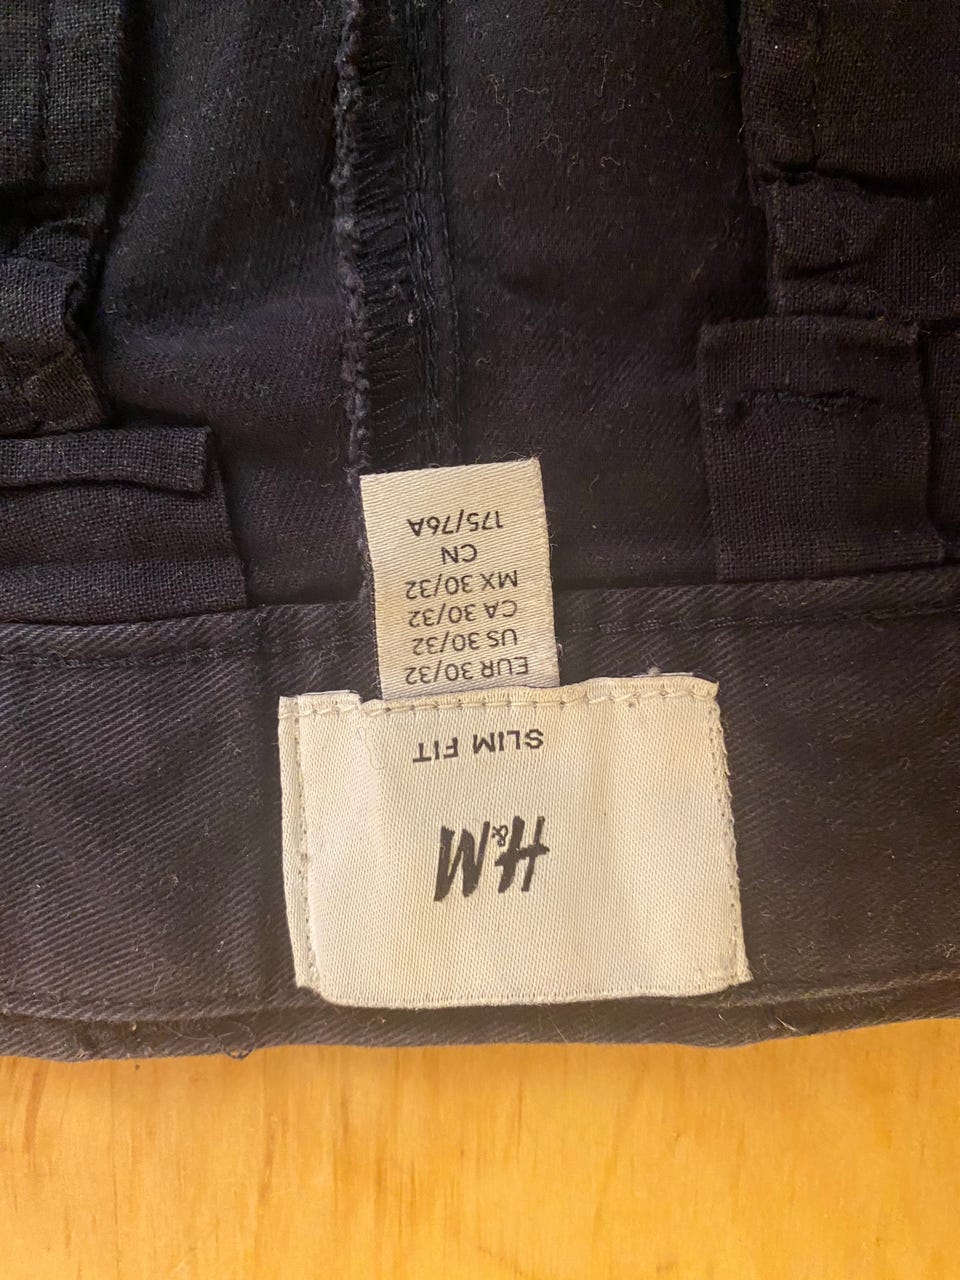 H&M
SLIM FIT
EUR 30/32
US 30/32
CA 30/32
MX 30/32
CN
175/76A